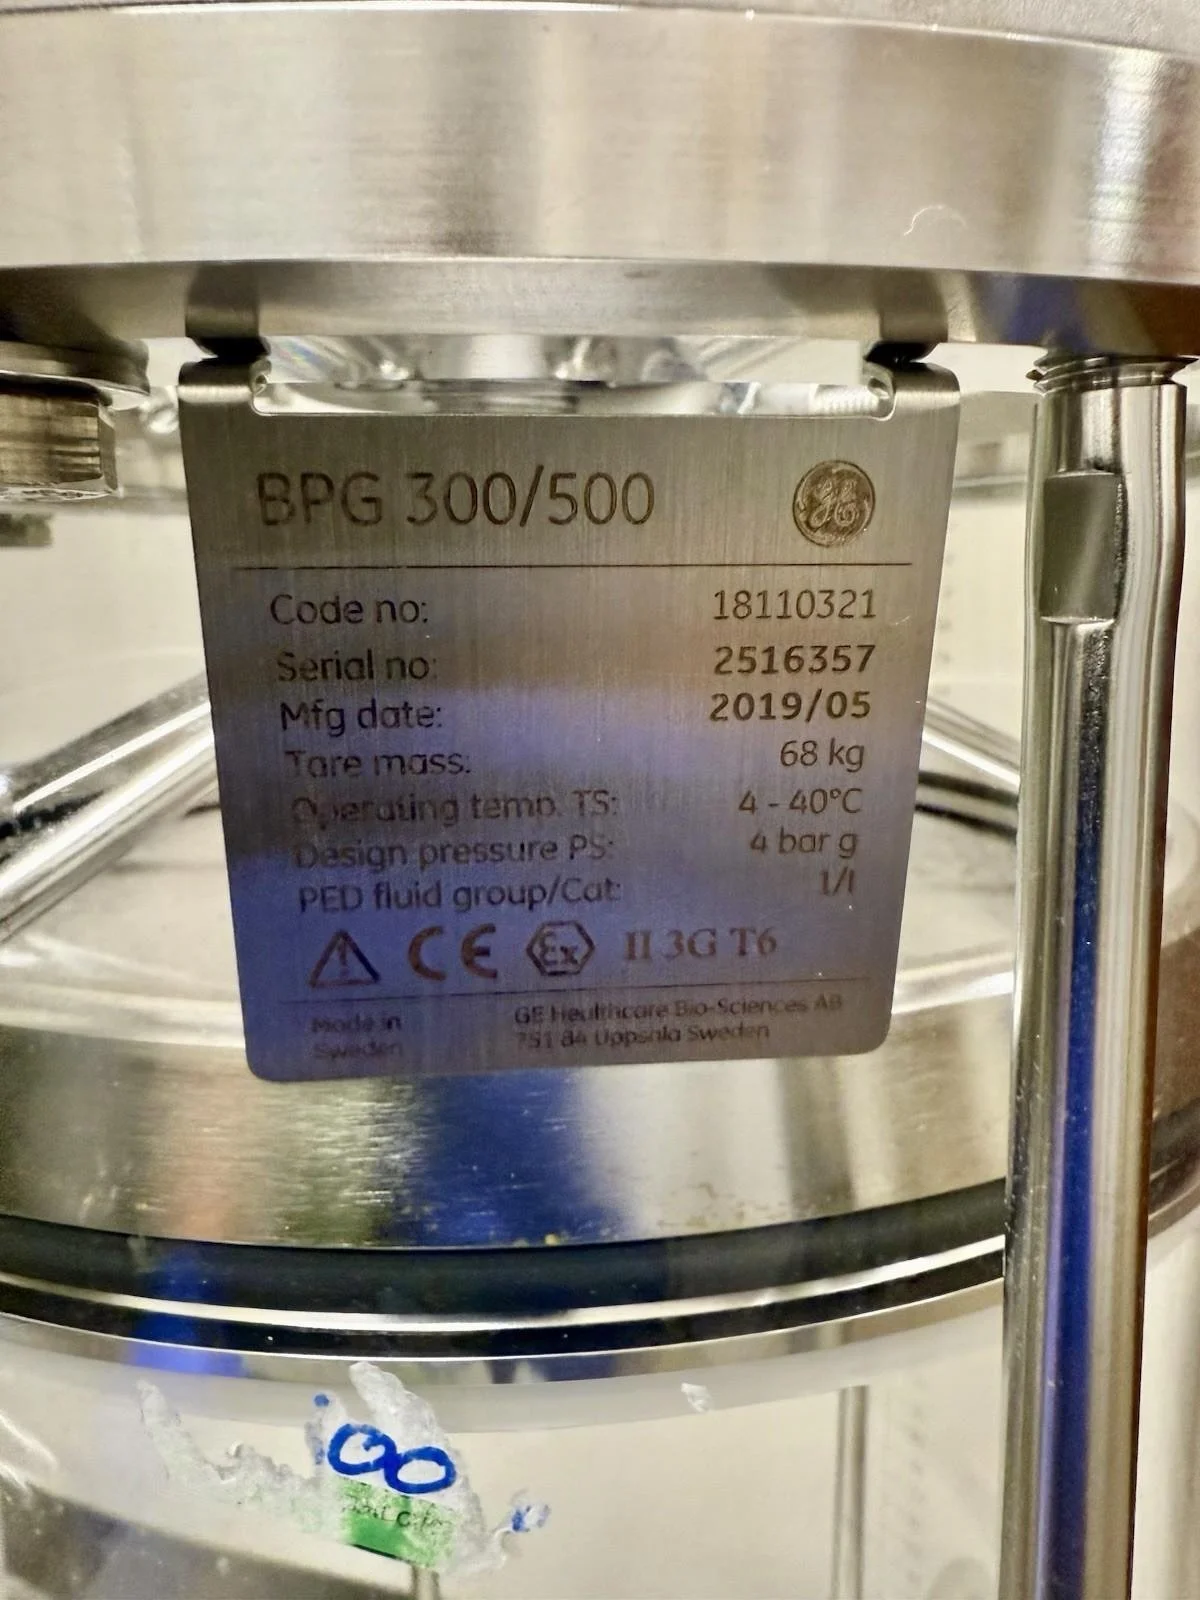 BPG 300/500 GE
Code no: 18110321
Serial no: 2516357
Mfg date: 2019/05
Tare mass: 68 kg
Operating temp. TS: 4 - 40°C
Design pressure PS: 4 bar g
PED fluid group/Cat: 1/I
CE Ex II 3G T6
Made in
Sweden
GE Healthcare Bio-Sciences AB
751 84 Uppsala Sweden
00